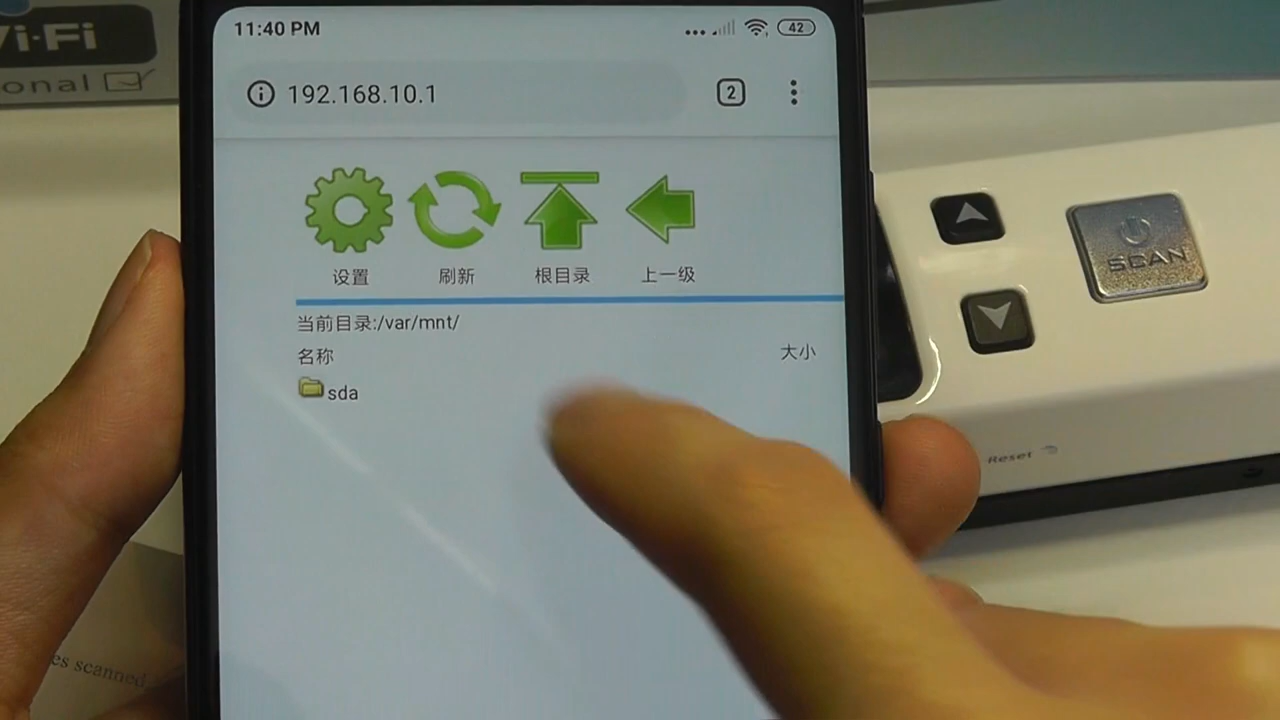 i-Fi
onal
11:40 PM
42
192.168.10.1
2
设置
刷新
根目录
上一级
当前目录:/var/mnt/
名称
大小
sda
SCAN
Reset
es scanned